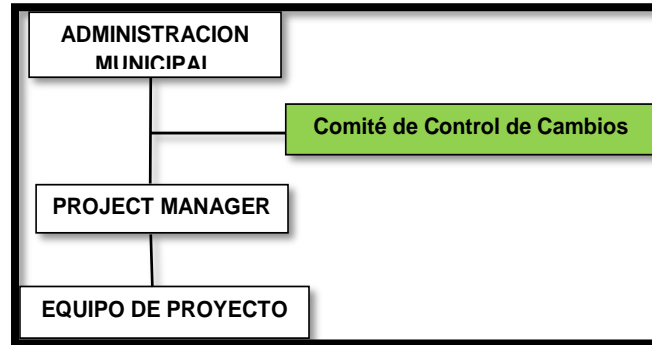 ADMINISTRACION
MUNICIPAL
Comité de Control de Cambios
PROJECT MANAGER
EQUIPO DE PROYECTO